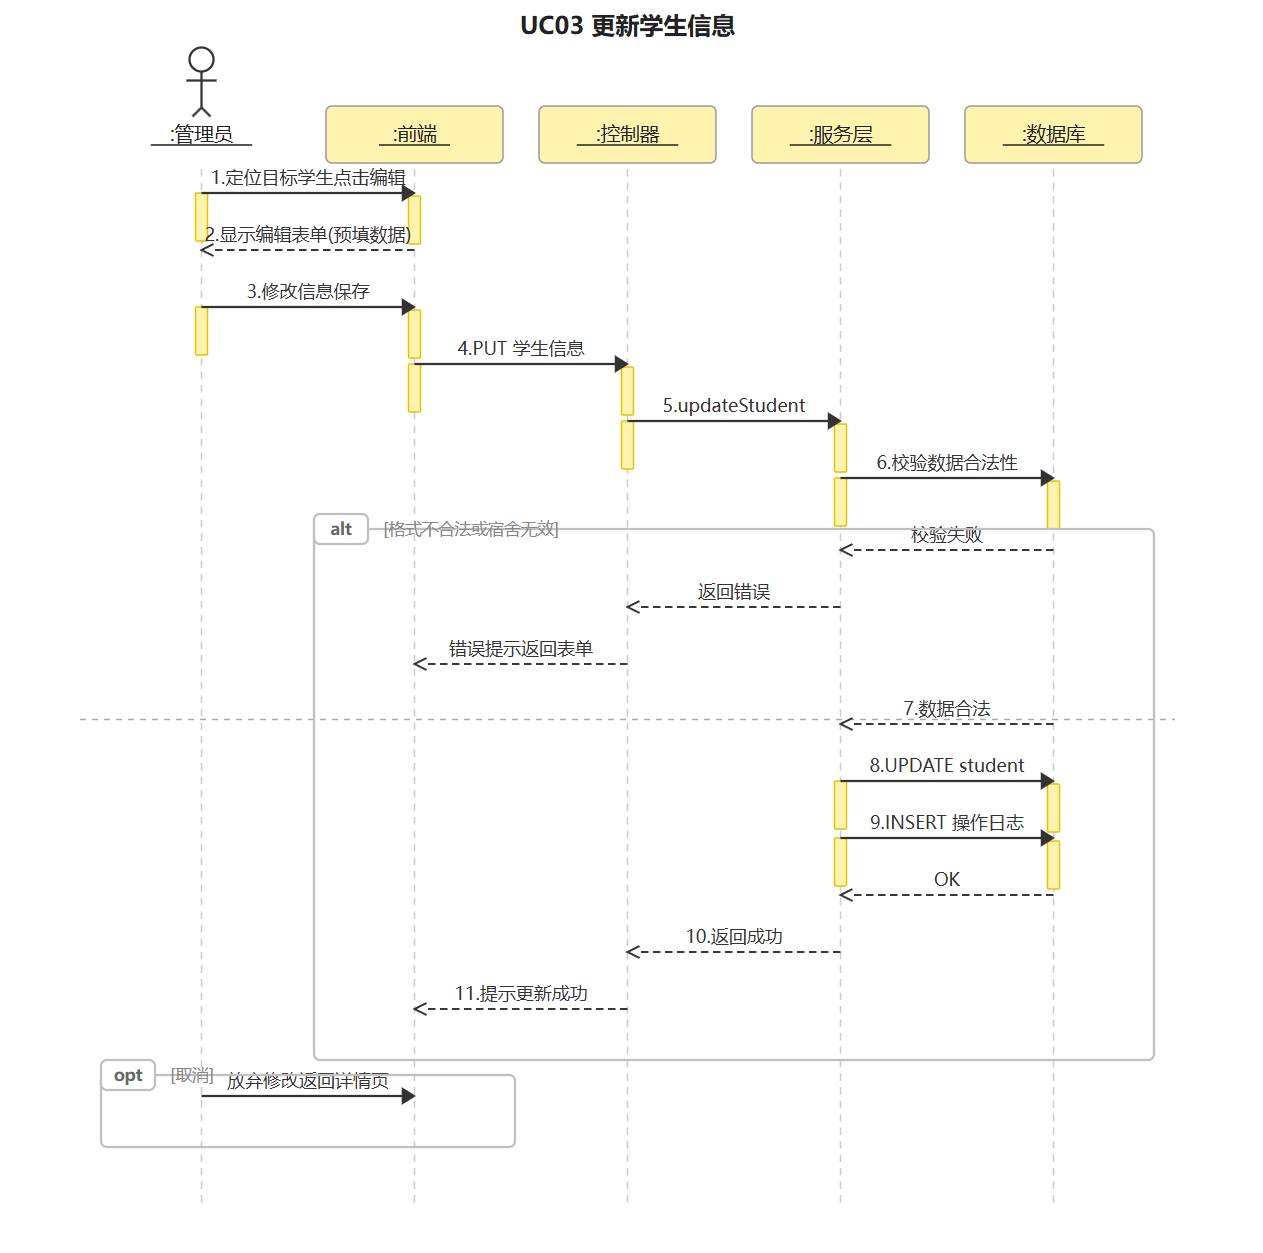 UC03 更新学生信息
:管理员
:前端
:控制器
:服务层
:数据库
1.定位目标学生点击编辑
2.显示编辑表单(预填数据)
3.修改信息保存
4.PUT 学生信息
5.updateStudent
6.校验数据合法性
alt
[格式不合法或宿舍无效]
校验失败
返回错误
错误提示返回表单
7.数据合法
8.UPDATE student
9.INSERT 操作日志
OK
10.返回成功
11.提示更新成功
opt
[取消]
放弃修改返回详情页